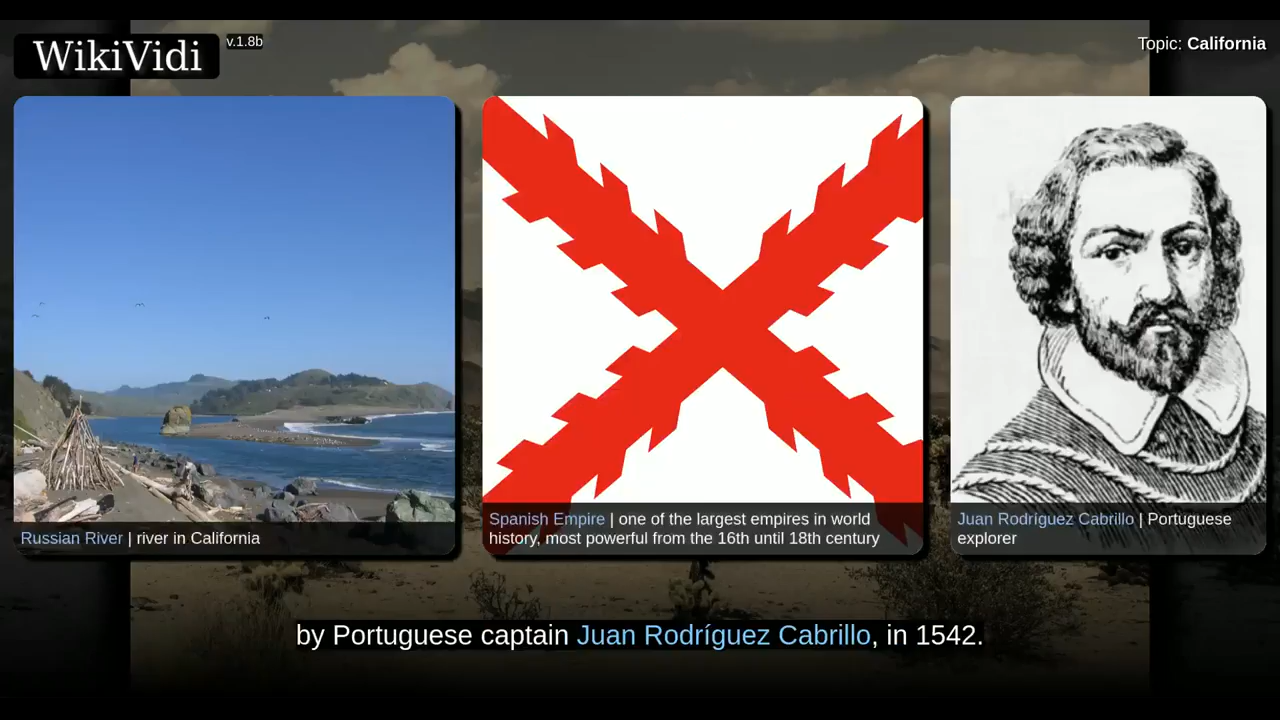 WikiVidi v.1.8b
Topic: California
Russian River | river in California
Spanish Empire | one of the largest empires in world
history, most powerful from the 16th until 18th century
Juan Rodríguez Cabrillo | Portuguese
explorer
by Portuguese captain Juan Rodríguez Cabrillo, in 1542.